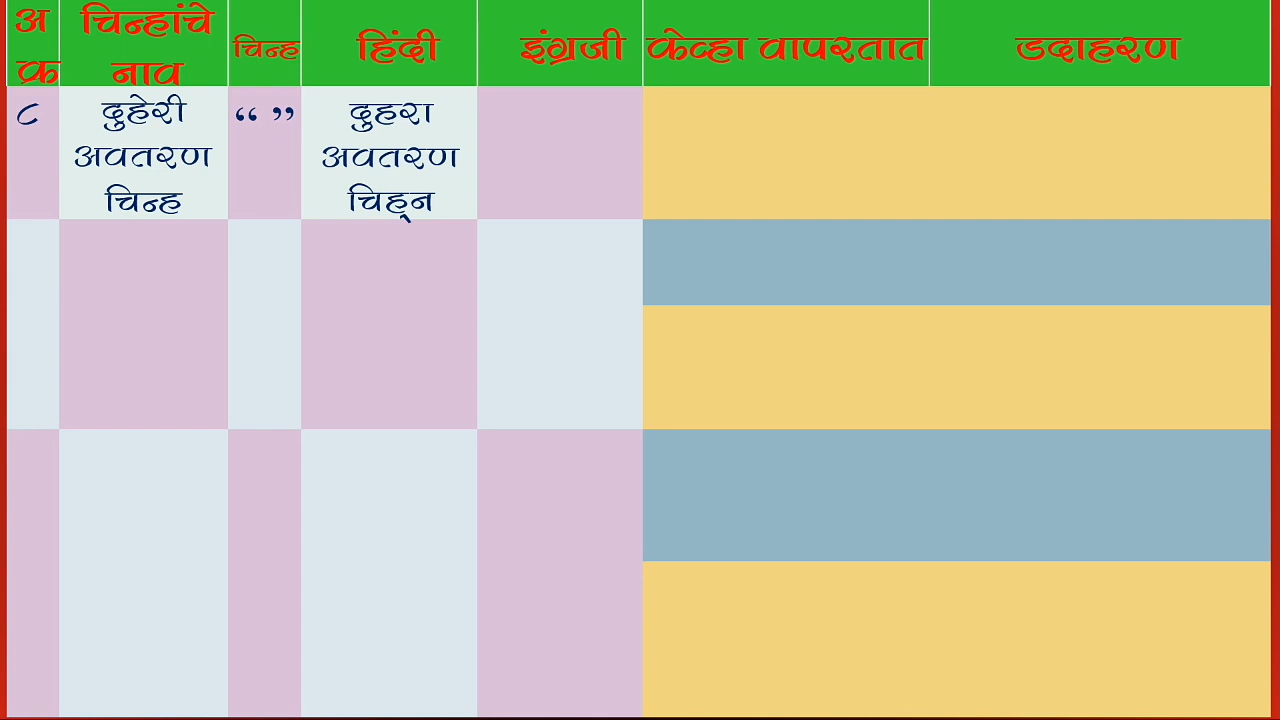 अ क्र चिन्हांचे नाव चिन्ह हिंदी इंग्रजी केव्हा वापरतात उदाहरण
८ दुहेरी “ ” दुहरा
अवतरण अवतरण
चिन्ह चिह्न